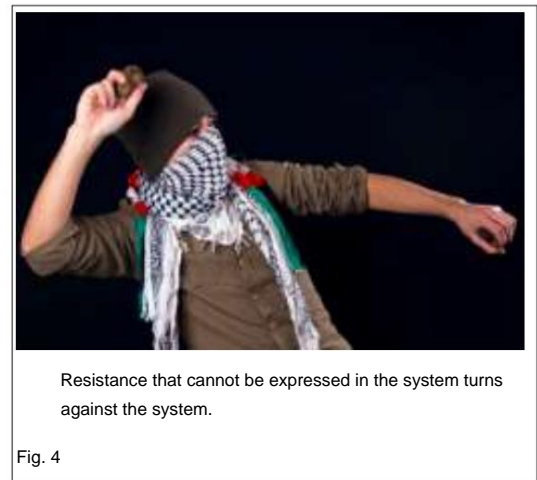 Resistance that cannot be expressed in the system turns
against the system.
Fig. 4